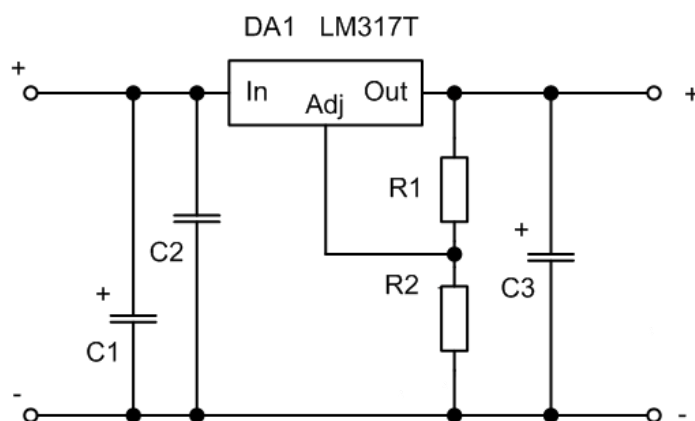 DA1 LM317T
+ In Adj Out +
R1
C2 + R2 C3
+ C1
- -